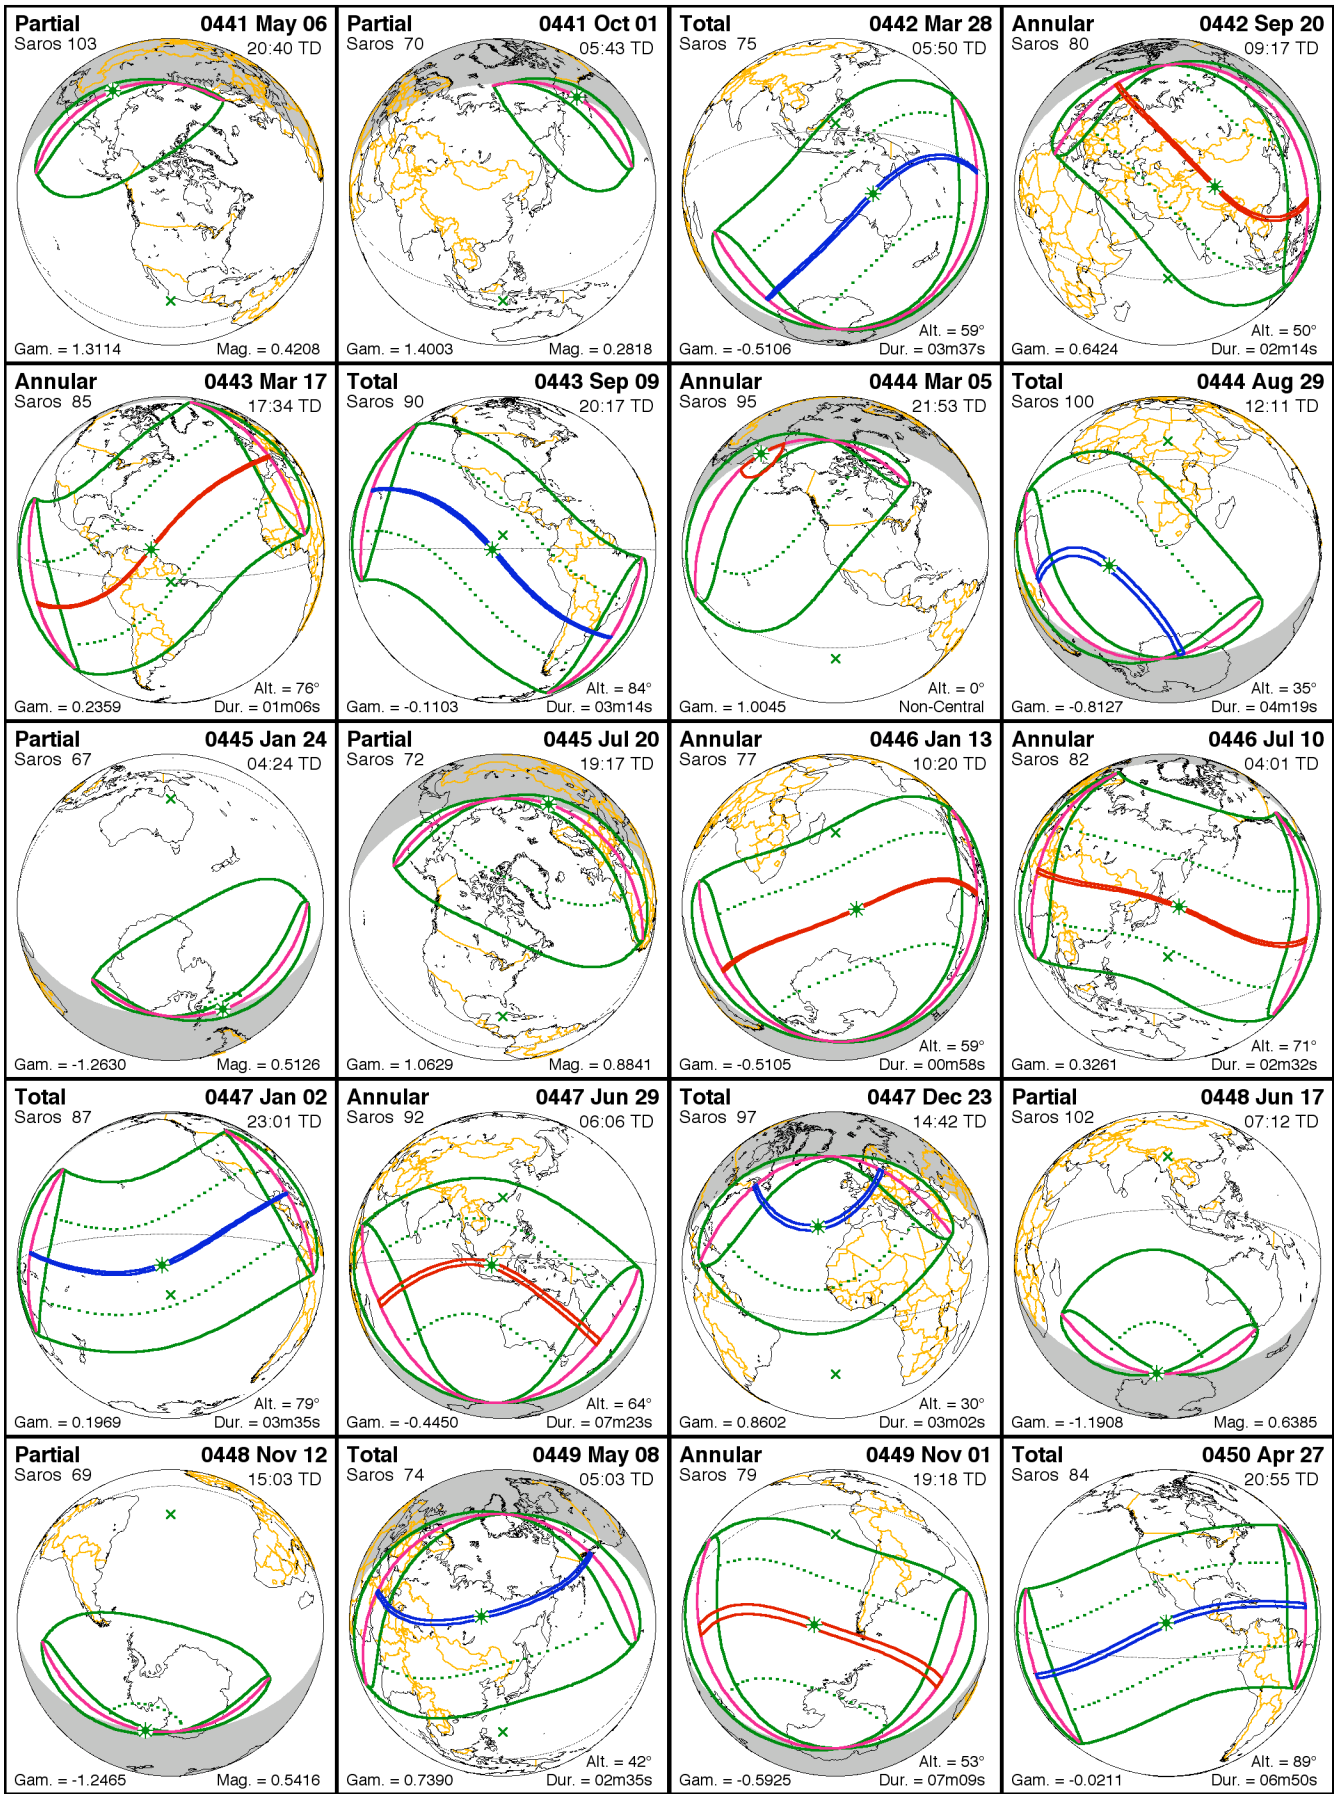 Partial 0441 May 06
Saros 103 20:40 TD
Gam. = 1.3114 Mag. = 0.4208
Partial 0441 Oct 01
Saros 70 05:43 TD
Gam. = 1.4003 Mag. = 0.2818
Total 0442 Mar 28
Saros 75 05:50 TD
Alt. = 59°
Gam. = -0.5106 Dur. = 03m37s
Annular 0442 Sep 20
Saros 80 09:17 TD
Alt. = 50°
Gam. = 0.6424 Dur. = 02m14s
Annular 0443 Mar 17
Saros 85 17:34 TD
Alt. = 76°
Gam. = 0.2359 Dur. = 01m06s
Total 0443 Sep 09
Saros 90 20:17 TD
Alt. = 84°
Gam. = -0.1103 Dur. = 03m14s
Annular 0444 Mar 05
Saros 95 21:53 TD
Alt. = 0°
Gam. = 1.0045 Non-Central
Total 0444 Aug 29
Saros 100 12:11 TD
Alt. = 35°
Gam. = -0.8127 Dur. = 04m19s
Partial 0445 Jan 24
Saros 67 04:24 TD
Gam. = -1.2630 Mag. = 0.5126
Partial 0445 Jul 20
Saros 72 19:17 TD
Gam. = 1.0629 Mag. = 0.8841
Annular 0446 Jan 13
Saros 77 10:20 TD
Alt. = 59°
Gam. = -0.5105 Dur. = 00m58s
Annular 0446 Jul 10
Saros 82 04:01 TD
Alt. = 71°
Gam. = 0.3261 Dur. = 02m32s
Total 0447 Jan 02
Saros 87 23:01 TD
Alt. = 79°
Gam. = 0.1969 Dur. = 03m35s
Annular 0447 Jun 29
Saros 92 06:06 TD
Alt. = 64°
Gam. = -0.4450 Dur. = 07m23s
Total 0447 Dec 23
Saros 97 14:42 TD
Alt. = 30°
Gam. = 0.8602 Dur. = 03m02s
Partial 0448 Jun 17
Saros 102 07:12 TD
Gam. = -1.1908 Mag. = 0.6385
Partial 0448 Nov 12
Saros 69 15:03 TD
Gam. = -1.2465 Mag. = 0.5416
Total 0449 May 08
Saros 74 05:03 TD
Alt. = 42°
Gam. = 0.7390 Dur. = 02m35s
Annular 0449 Nov 01
Saros 79 19:18 TD
Alt. = 53°
Gam. = -0.5925 Dur. = 07m09s
Total 0450 Apr 27
Saros 84 20:55 TD
Alt. = 89°
Gam. = -0.0211 Dur. = 06m50s